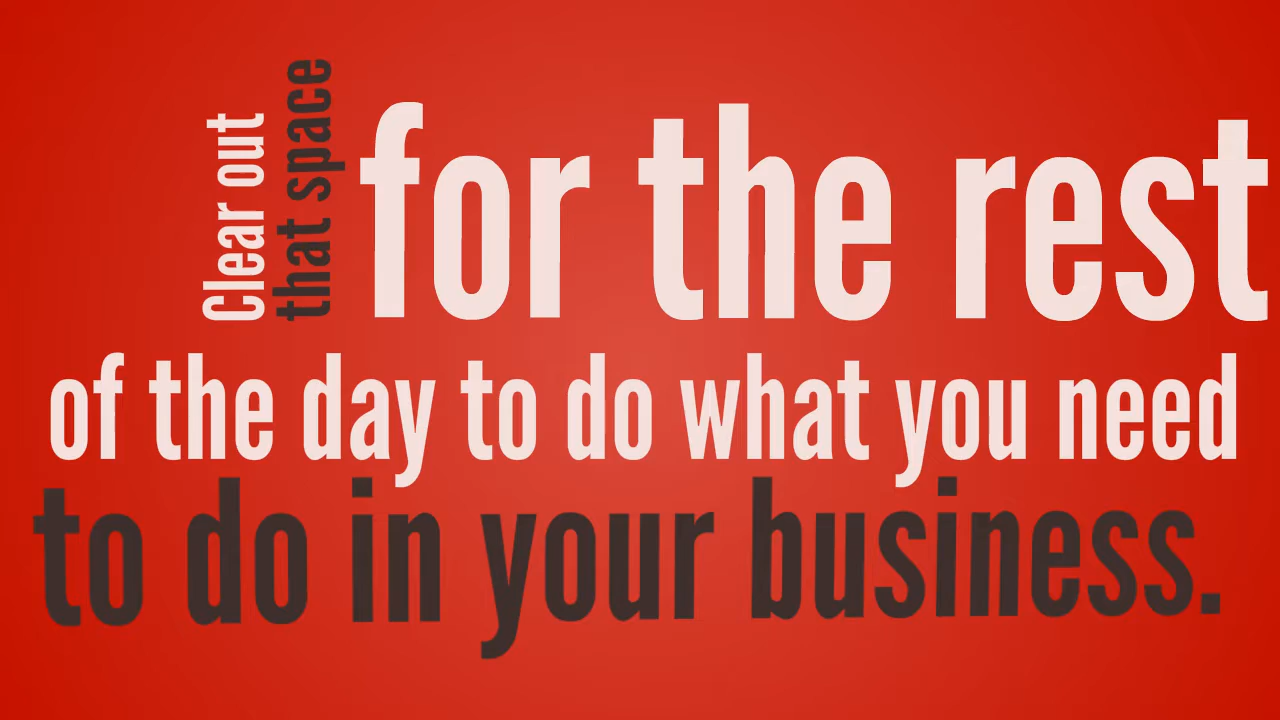 Clear out
that space
for the rest
of the day to do what you need
to do in your business.